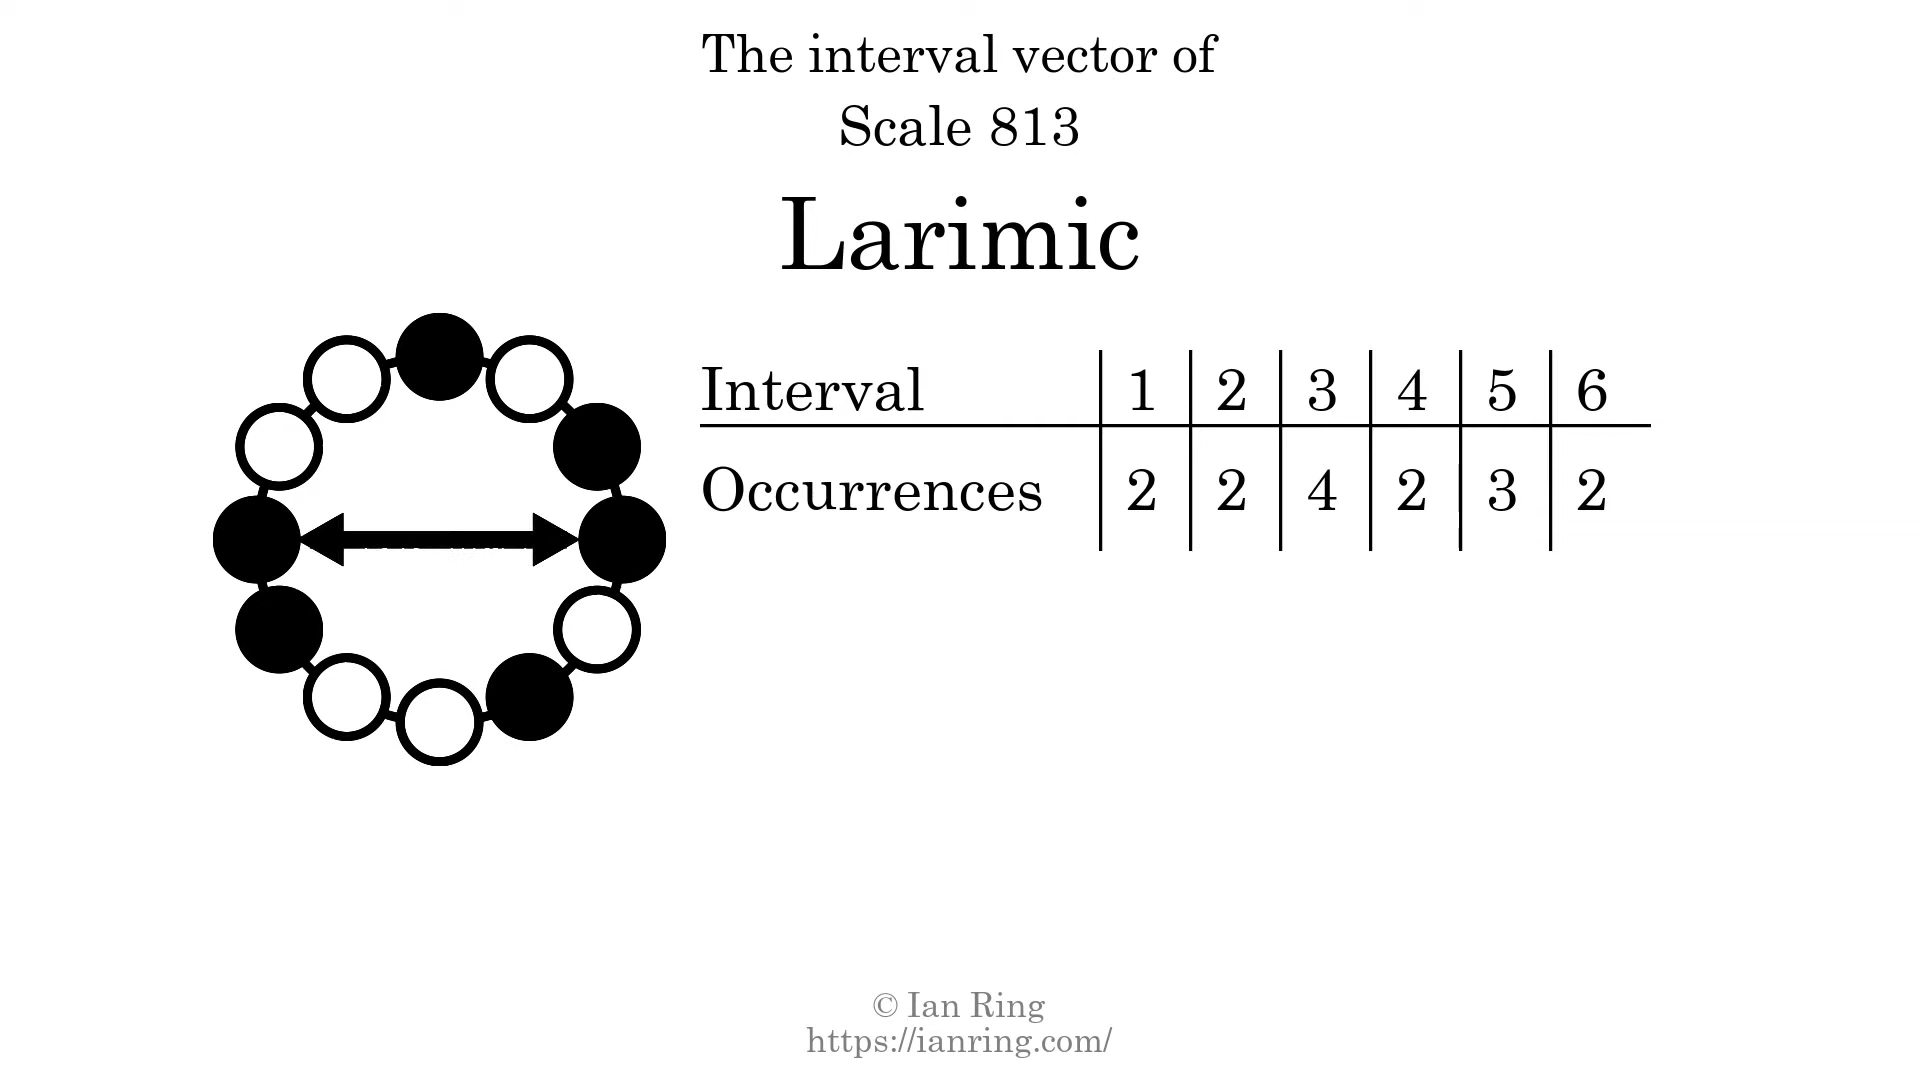 The interval vector of
Scale 813
Larimic
Interval 1 2 3 4 5 6
Occurrences 2 2 4 2 3 2
© Ian Ring
https://ianring.com/